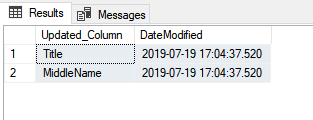 Results Messages
Updated_Column DateModified
1 Title 2019-07-19 17:04:37.520
2 MiddleName 2019-07-19 17:04:37.520